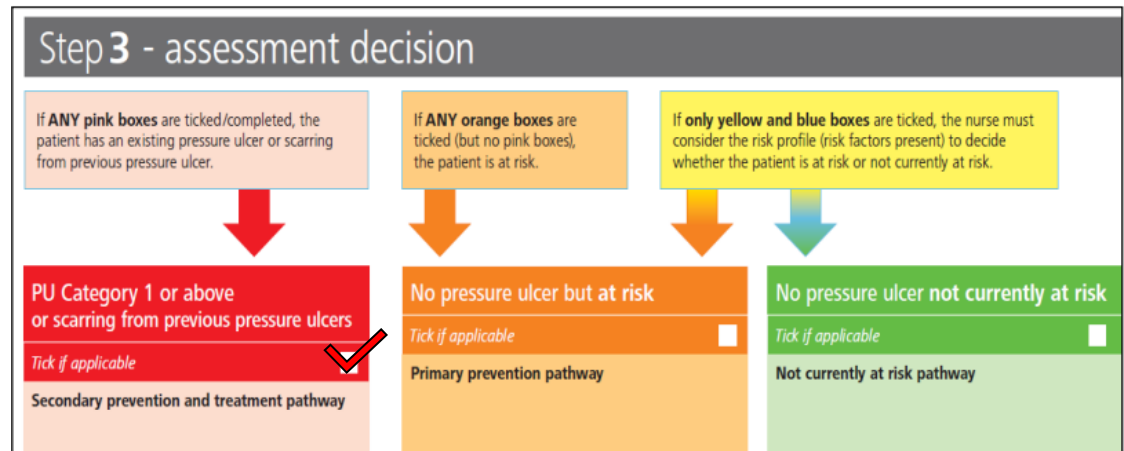 Step 3 - assessment decision
If ANY pink boxes are ticked/completed, the
patient has an existing pressure ulcer or scarring
from previous pressure ulcer.
If ANY orange boxes are
ticked (but no pink boxes),
the patient is at risk.
If only yellow and blue boxes are ticked, the nurse must
consider the risk profile (risk factors present) to decide
whether the patient is at risk or not currently at risk.
PU Category 1 or above
or scarring from previous pressure ulcers
Tick if applicable
Secondary prevention and treatment pathway
No pressure ulcer but at risk
Tick if applicable
Primary prevention pathway
No pressure ulcer not currently at risk
Tick if applicable
Not currently at risk pathway